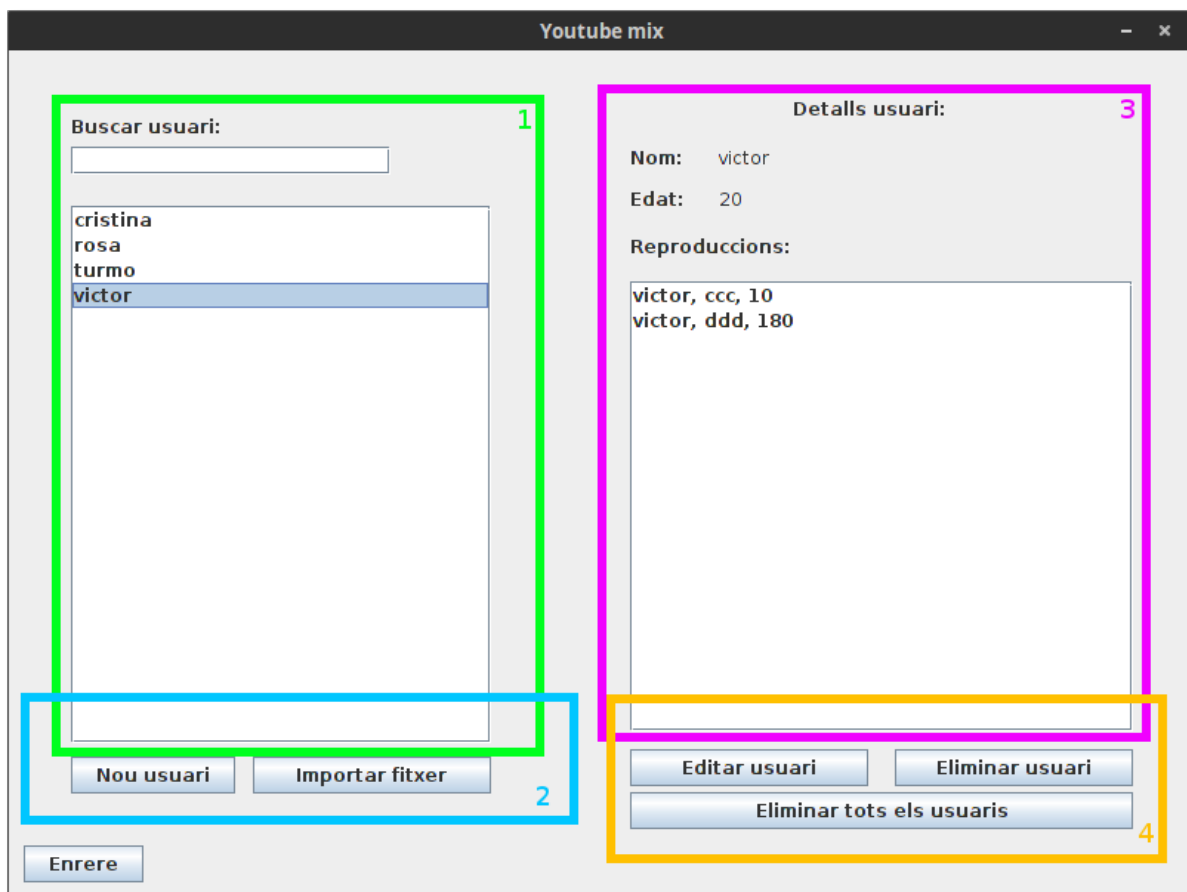 Youtube mix
1
Buscar usuari:
cristina
rosa
turmo
victor
Nou usuari
Importar fitxer
2
Enrere
3
Detalls usuari:
Nom: victor
Edat: 20
Reproduccions:
victor, ccc, 10
victor, ddd, 180
Editar usuari
Eliminar usuari
Eliminar tots els usuaris
4